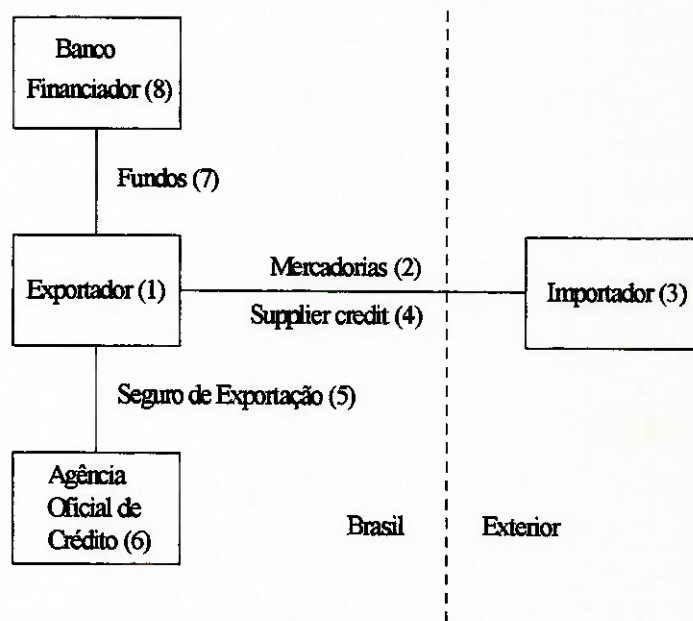 Banco
Financiador (8)
Fundos (7)
Exportador (1)
Mercadorias (2)
Supplier credit (4)
Importador (3)
Seguro de Exportação (5)
Agência
Oficial de
Crédito (6)
Brasil
Exterior